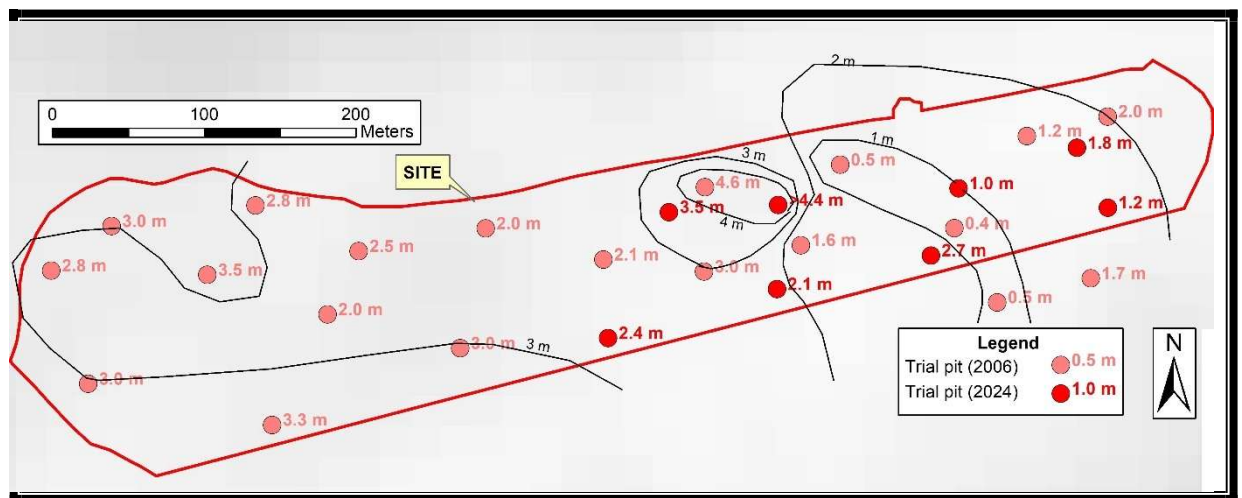 2 m
0 100 200
Meters
2.0 m
1.2 m
1 m
1.8 m
3 m
0.5 m
SITE
4.6 m
1.0 m
2.8 m
>4.4 m
1.2 m
3.5 m
4 m
3.0 m
2.0 m
0.4 m
1.6 m
2.5 m
2.7 m
2.1 m
2.8 m
3.5 m
3.0 m
1.7 m
2.1 m
0.5 m
2.0 m
2.4 m
3.0 m
3 m
3.0 m
3.3 m
Legend
Trial pit (2006) 0.5 m
Trial pit (2024) 1.0 m
N